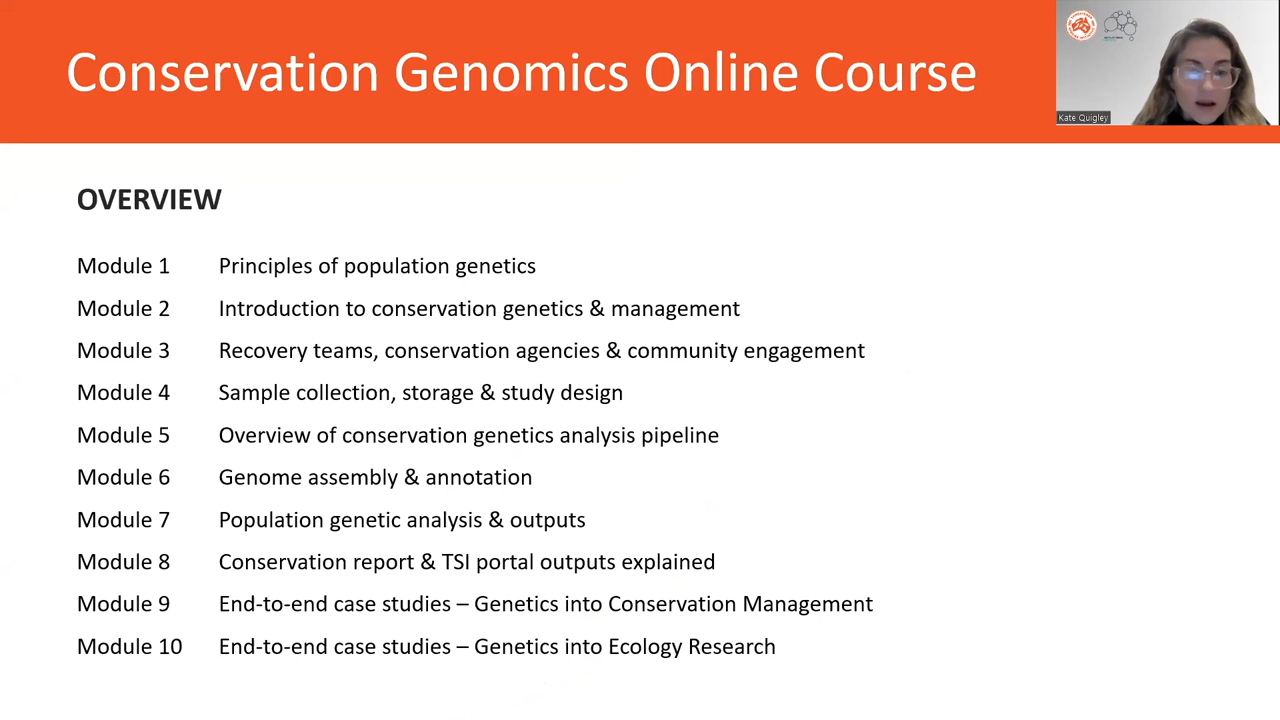 Conservation Genomics Online Course
Kate Quigley
OVERVIEW
Module 1 Principles of population genetics
Module 2 Introduction to conservation genetics & management
Module 3 Recovery teams, conservation agencies & community engagement
Module 4 Sample collection, storage & study design
Module 5 Overview of conservation genetics analysis pipeline
Module 6 Genome assembly & annotation
Module 7 Population genetic analysis & outputs
Module 8 Conservation report & TSI portal outputs explained
Module 9 End-to-end case studies – Genetics into Conservation Management
Module 10 End-to-end case studies – Genetics into Ecology Research